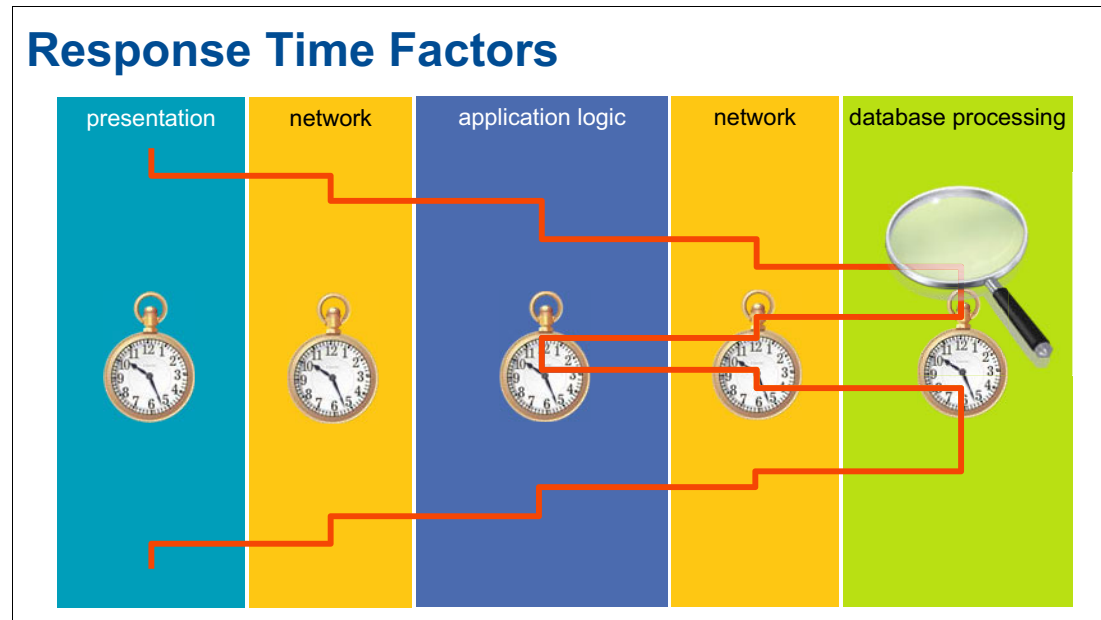 Response Time Factors
presentation
network
application logic
network
database processing